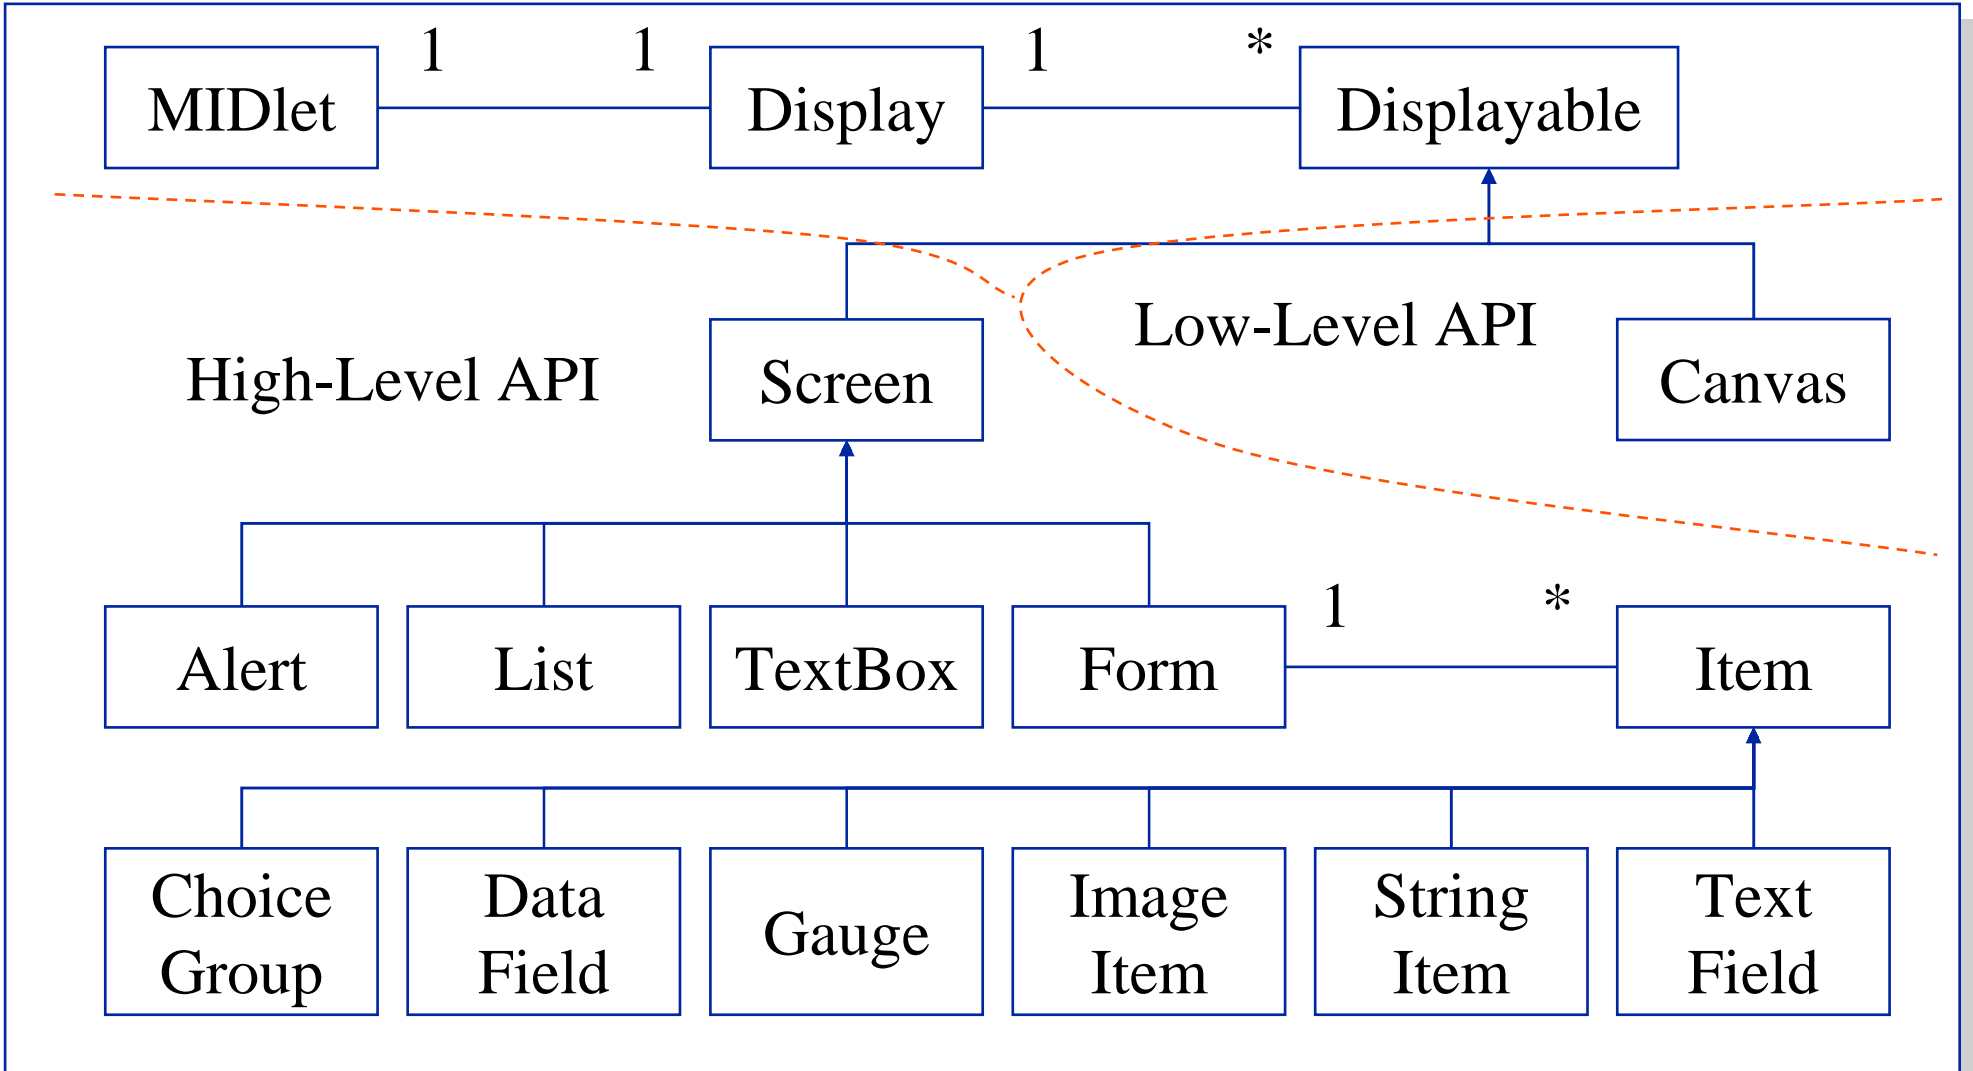 1 1 1 *
MIDlet Display Displayable
Low-Level API
High-Level API Screen Canvas
1 *
Alert List TextBox Form Item
Choice Data Image String Text
Group Field Gauge Item Item Field